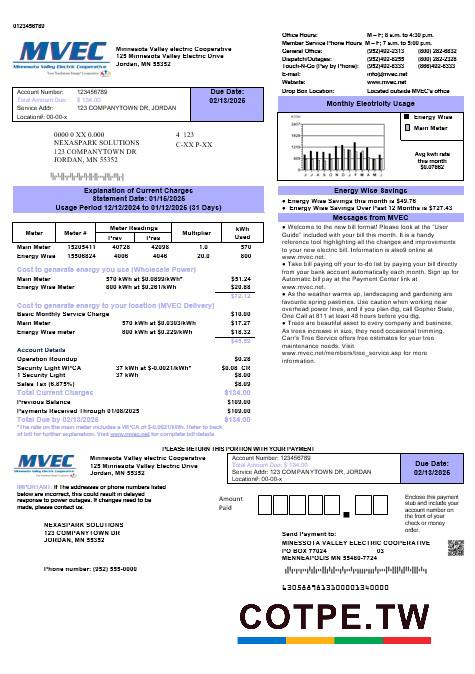 0123456789
MVEC
Minnesota Valley Electric Cooperative
Minnesota Valley electric Cooperative
125 Minnesota Valley Electric Drive
Jordan, MN 55352
Office Hours: M – F; 8 a.m. to 4:30 p.m.
Member Service Phone Hours M – F; 7 a.m. to 5:00 p.m.
General Office: (952)492-2313 (800) 282-6832
Dispatch/Outage: (952)492-8255 (800) 232-2328
Touch-N-Go (Pay by Phone): (952)492-8333 (866)492-8333
E-mail: info@mvec.net
Website: www.mvec.net
Drop Box Location: Located outside MVEC's office
Account Number: 123456789
Total Amount Due: $ 134.00
Service Addr: 123 COMPANYTOWN DR, JORDAN
Location#: 00-00-x
Due Date:
02/13/2025
Monthly Electricity Usage
Energy Wise
Main Meter
Avg kwh rate
this month
$0.07862
J F M A M J J A S O N D J
0000 0 XX 0.000 4 123
NEXASPARK SOLUTIONS C-XX P-XX
123 COMPANYTOWN DR
JORDAN, MN 55352
Explanation of Current Charges
Statement Date: 01/15/2025
Usage Period 12/12/2024 to 01/12/2025 (31 Days)
Meter Meter # Meter Readings Multiplier kWh
Prev Pres Used
Main Meter 15205411 40728 42098 1.0 570
Energy Wise 15506824 4006 4046 20.0 800
Cost to generate energy you use (Wholesale Power)
Main Meter 570 kWh at $0.0899/kWh* $51.24
Energy Wise meter 800 kWh at $0.261/kWh $20.88
$72.12
Cost to generate energy to your location (MVEC Delivery)
Basic Monthly Service Charge $10.00
Main Meter 570 kWh at $0.0303/kWh $17.27
Energy Wise meter 800 kWh at $0.229/kWh $18.32
$45.59
Account Details
Operation Roundup $0.28
Security Light WPCA 37 kWh at $-0.0021/kWh* $0.08 CR
1 Security Light 37 kWh $8.00
Sales Tax (6.875%) $8.09
Total Current Charges $134.00
Previous Balance $109.00
Payments Received Through 01/08/2025 $109.00
Total Due by 02/13/2025 $134.00
*The rate on the main meter includes a WPCA of $-0.0021/kWh. Refer to back
of bill for further explanation. Visit www.mvec.net for complete bill details
Energy Wise Savings
● Energy Wise Savings this month is $49.76
● Energy Wise Savings Over Past 12 Months is $727.43
Messages from MVEC
● Welcome to the new bill format! Please look at the "User
Guide" included with your bill this month. It is a handy
reference tool highlighting all the changes and improvements
to your new electric bill. Information is also9 online at
www.mvec.net.
● Take bill paying off your to-do list by paying your bill directly
from your bank account automatically each month. Sign up for
Automatic bill pay at the Payment Center link at
www.mvec.net.
● As the weather warms up, landscaping and gardening are
favourite spring pastimes. Use caution when working near
overhead power lines, and if you plan to dig, call Gopher State,
One Call at 811 at least 48 hours before you dig.
● Trees are beautiful asset to every company and business.
As trees increase in size, they need occasional trimming.
Carr's Tree Service offers free estimates for your tree
maintenance needs. Visit
www.mvec.net/members/tree_service.asp for more
information.
PLEASE RETURN THIS PORTION WITH YOUR PAYMENT
MVEC
Minnesota Valley Electric Cooperative
Minnesota Valley electric Cooperative
125 Minnesota Valley Electric Drive
Jordan, MN 55352
Account Number: 123456789
Total Amount Due: $ 134.00
Service Addr: 123 COMPANYTOWN DR, JORDAN
Location#: 00-00-x
Due Date:
02/13/2025
IMPORTANT: If the addresses or phone numbers listed
below are incorrect, this could result in delayed
response to power outages. If changes need to be
made, please contact us.
Amount
Paid
Enclose this payment
stub and include your
account number on
the front of your
check or money
order.
NEXASPARK SOLUTIONS
123 COMPANYTOWN DR
JORDAN, MN 55352
Phone number: (952) 555-0000
Send Payment to:
MINESSOTA VALLEY ELECTRIC COOPERATIVE
PO BOX 77024 03
MENNEAPOLIS MN 55480-7724
COTPE.TW